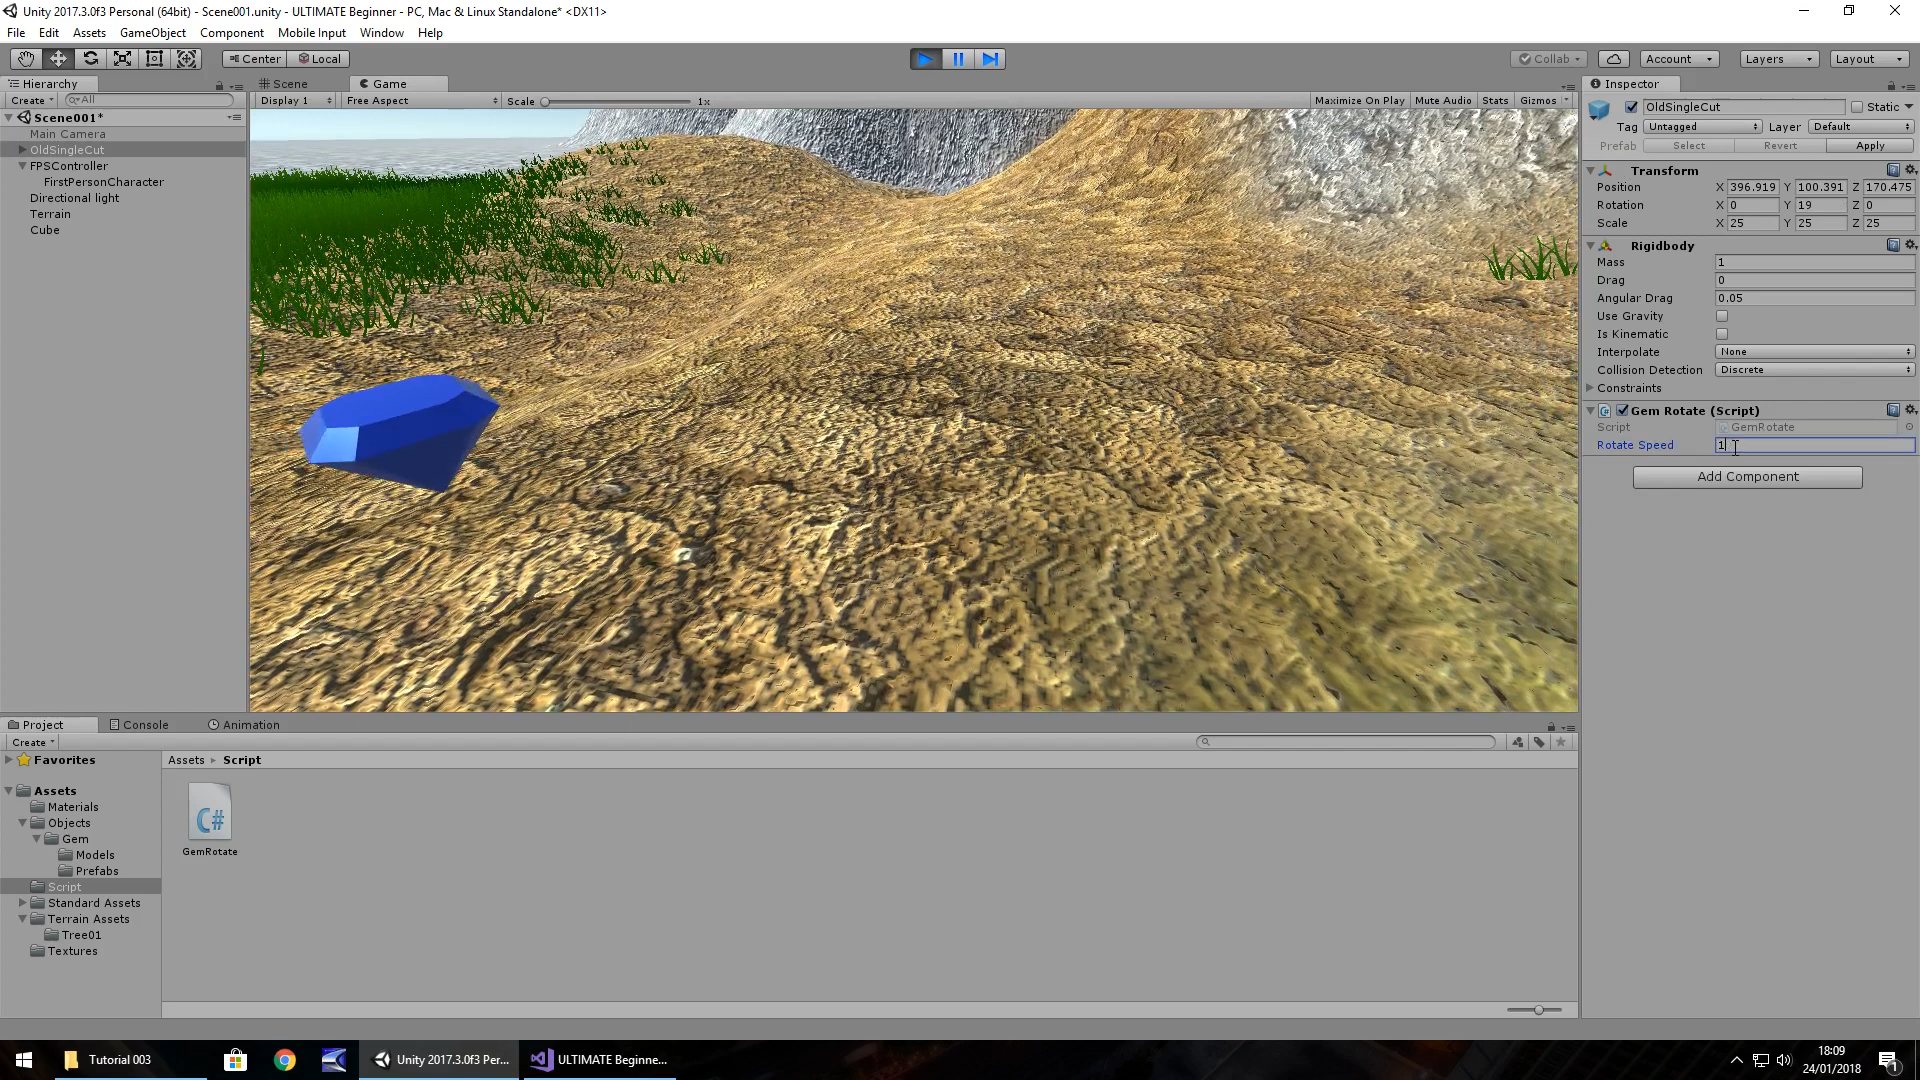 Unity 2017.3.0f3 Personal (64bit) - Scene001.unity - ULTIMATE Beginner - PC, Mac & Linux Standalone* <DX11>
File Edit Assets GameObject Component Mobile Input Window Help
Center Local Collab Account Layers Layout
Hierarchy
Create All
Scene001*
Main Camera
OldSingleCut
FPSController
FirstPersonCharacter
Directional light
Terrain
Cube
Scene Game
Display 1 Free Aspect Scale 1x Maximize On Play Mute Audio Stats Gizmos
Inspector
OldSingleCut Static
Tag Untagged Layer Default
Prefab Select Revert Apply
Transform
Position X 396.919 Y 100.391 Z 170.475
Rotation X 0 Y 19 Z 0
Scale X 25 Y 25 Z 25
Rigidbody
Mass 1
Drag 0
Angular Drag 0.05
Use Gravity
Is Kinematic
Interpolate None
Collision Detection Discrete
Constraints
C# Gem Rotate (Script)
Script GemRotate
Rotate Speed 1
Add Component
Project Console Animation
Create
Favorites
Assets
Materials
Objects
Gem
Models
Prefabs
Script
Standard Assets
Terrain Assets
Tree01
Textures
Assets Script
C#
GemRotate
Tutorial 003 Unity 2017.3.0f3 Per... ULTIMATE Beginne...
18:09
24/01/2018
1